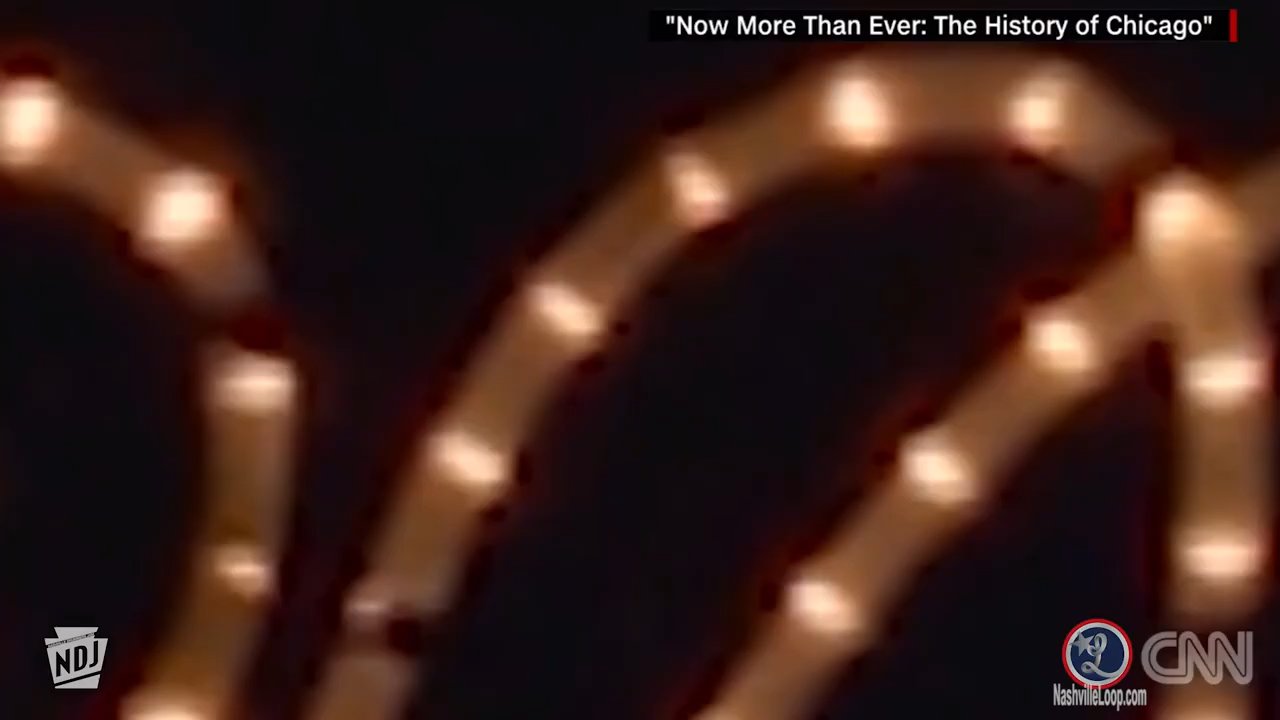 "Now More Than Ever: The History of Chicago"
NDJ
CNN
NashvilleLoop.com